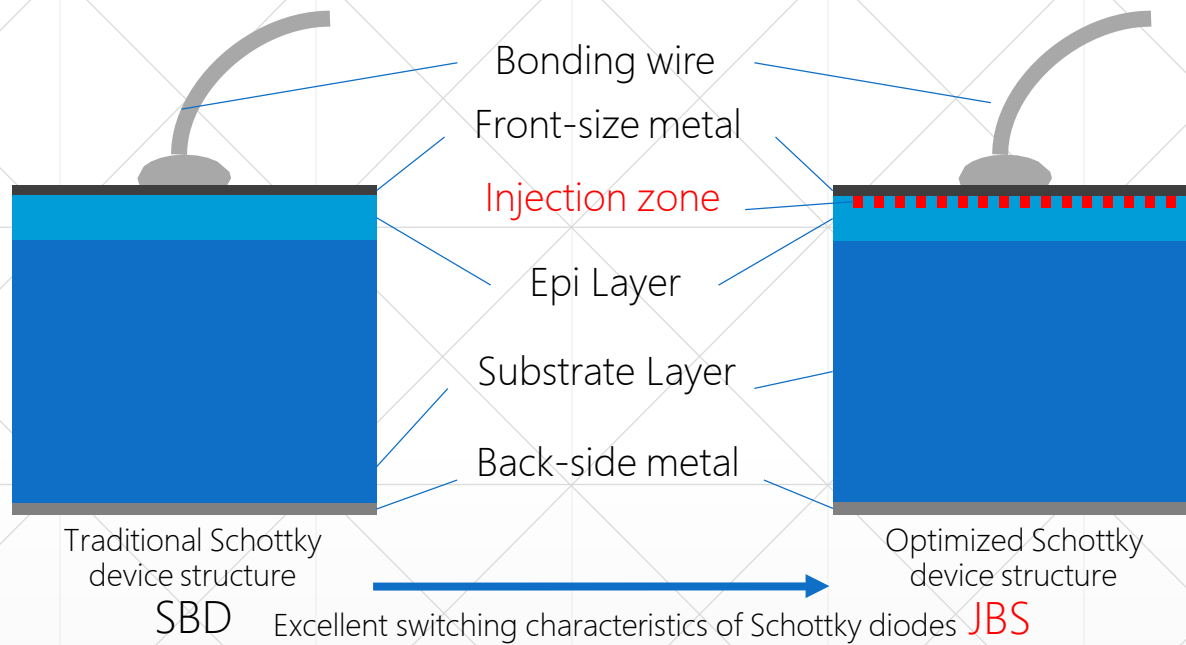 Bonding wire
Front-size metal
Injection zone
Epi Layer
Substrate Layer
Back-side metal
Traditional Schottky
device structure
SBD
Optimized Schottky
device structure
JBS
Excellent switching characteristics of Schottky diodes